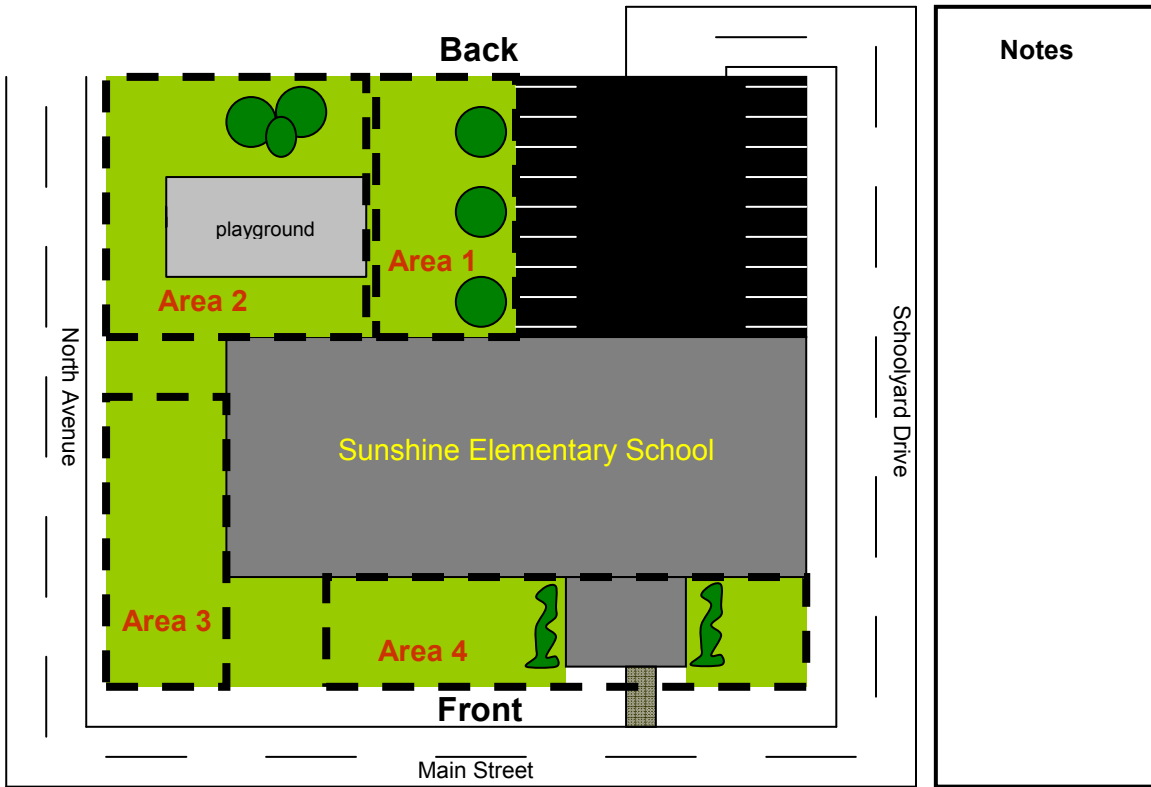 Back
Notes
playground
Area 1
Area 2
North Avenue
Schoolyard Drive
Sunshine Elementary School
Area 3
Area 4
Front
Main Street